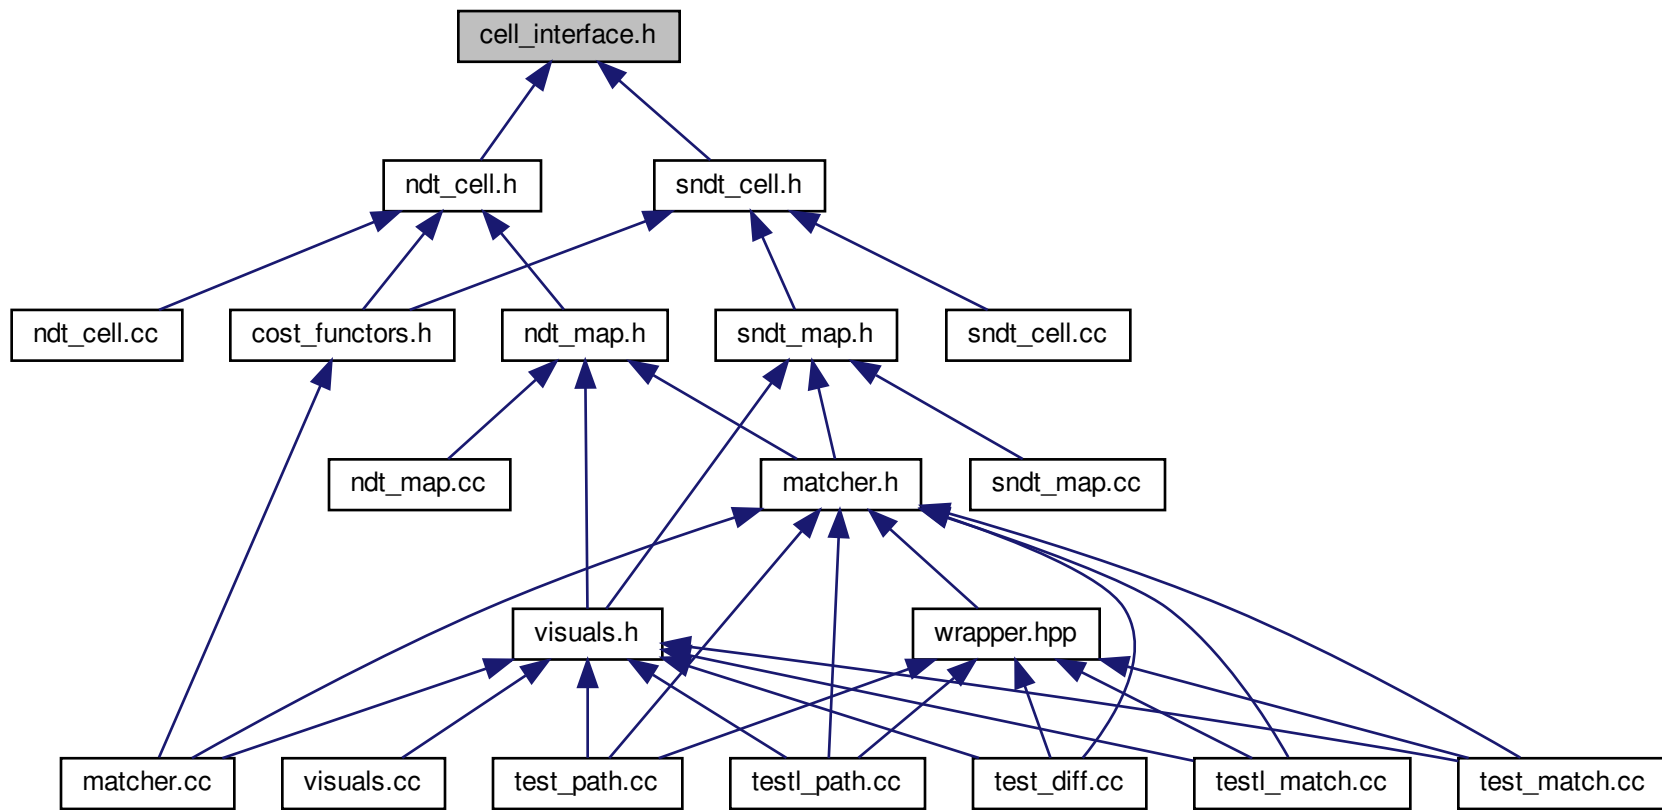 cell_interface.h
ndt_cell.h
sndt_cell.h
ndt_cell.cc
cost_functors.h
ndt_map.h
sndt_map.h
sndt_cell.cc
ndt_map.cc
matcher.h
sndt_map.cc
visuals.h
wrapper.hpp
matcher.cc
visuals.cc
test_path.cc
testl_path.cc
test_diff.cc
testl_match.cc
test_match.cc